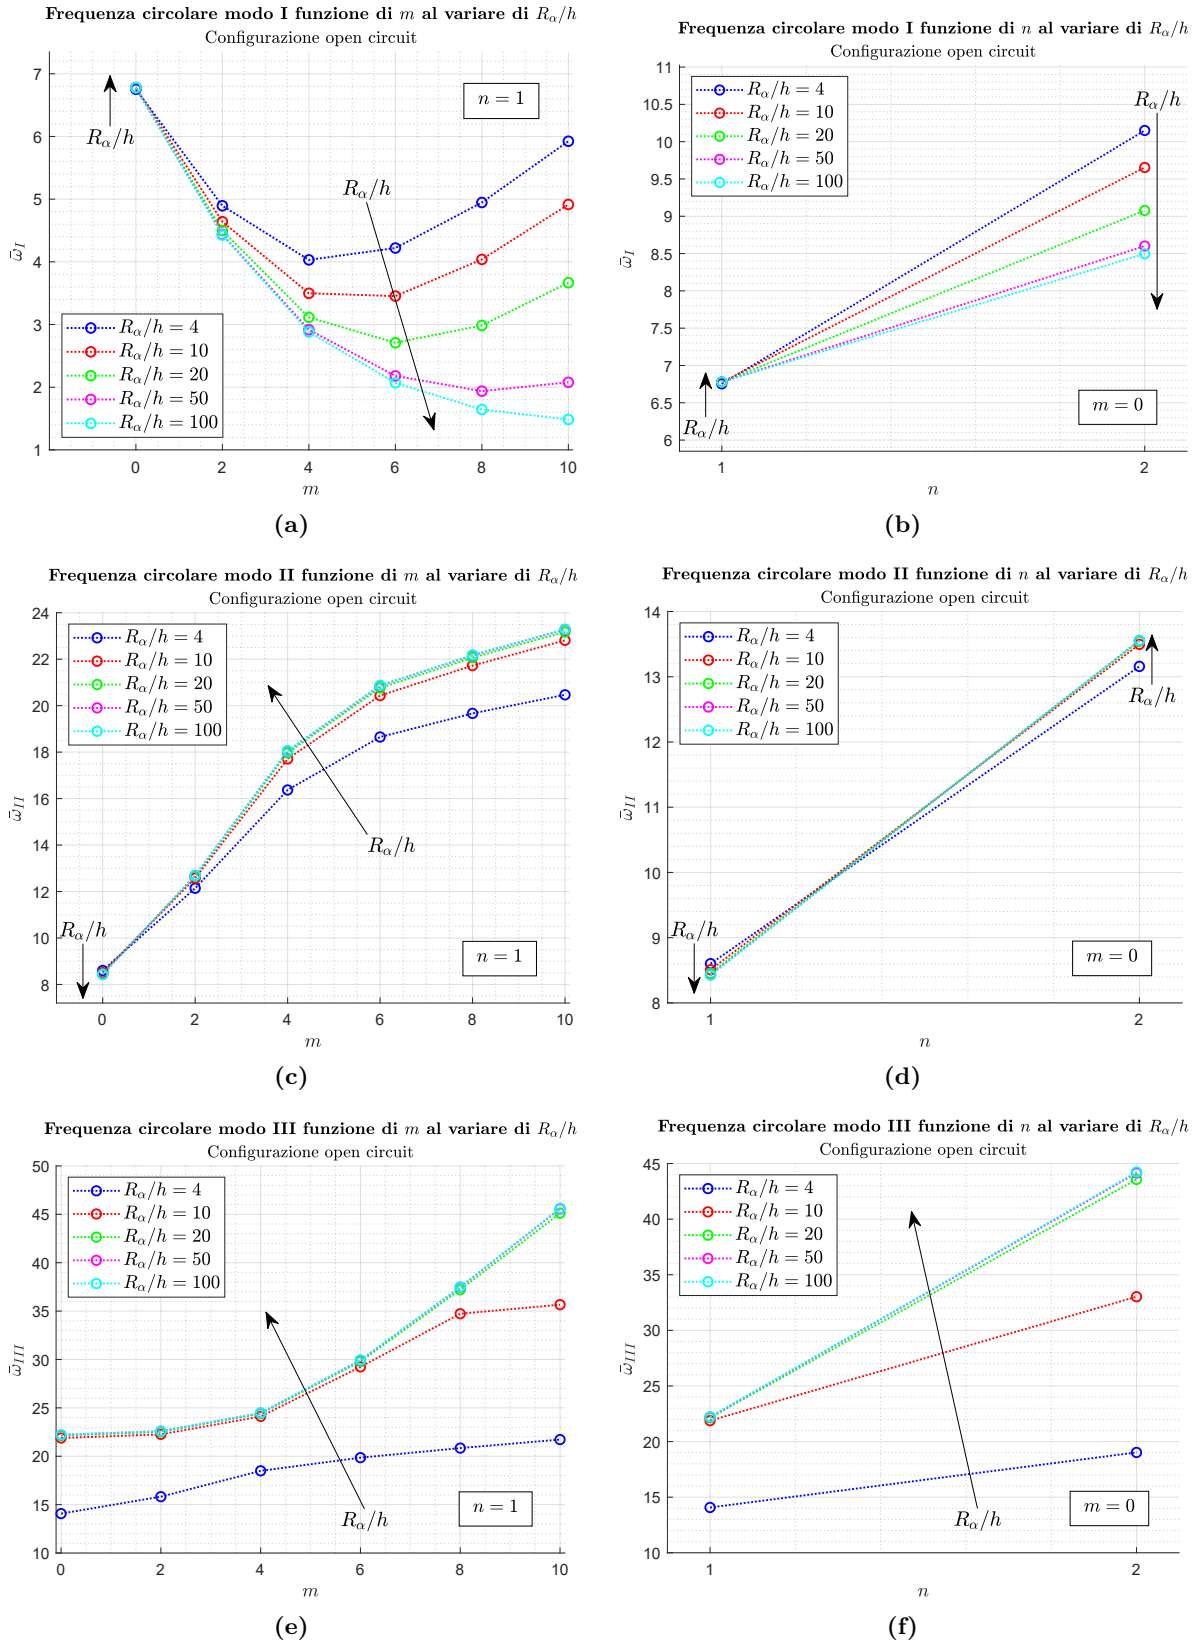 Frequenza circolare modo I funzione di m al variare di Rα/h
Configurazione open circuit
Rα/h
n = 1
Rα/h
ω̄I
Rα/h = 4
Rα/h = 10
Rα/h = 20
Rα/h = 50
Rα/h = 100
7
6
5
4
3
2
1
0 2 4 6 8 10
m
(a)
Frequenza circolare modo I funzione di n al variare di Rα/h
Configurazione open circuit
Rα/h = 4
Rα/h = 10
Rα/h = 20
Rα/h = 50
Rα/h = 100
Rα/h
ω̄I
11
10.5
10
9.5
9
8.5
8
7.5
7
6.5
6
m = 0
Rα/h
1 2
n
(b)
Frequenza circolare modo II funzione di m al variare di Rα/h
Configurazione open circuit
Rα/h = 4
Rα/h = 10
Rα/h = 20
Rα/h = 50
Rα/h = 100
ω̄II
24
22
20
18
16
14
12
10
8
Rα/h
Rα/h
n = 1
0 2 4 6 8 10
m
(c)
Frequenza circolare modo II funzione di n al variare di Rα/h
Configurazione open circuit
Rα/h = 4
Rα/h = 10
Rα/h = 20
Rα/h = 50
Rα/h = 100
Rα/h
ω̄II
14
13
12
11
10
9
8
Rα/h
m = 0
1 2
n
(d)
Frequenza circolare modo III funzione di m al variare di Rα/h
Configurazione open circuit
Rα/h = 4
Rα/h = 10
Rα/h = 20
Rα/h = 50
Rα/h = 100
ω̄III
50
45
40
35
30
25
20
15
10
n = 1
Rα/h
0 2 4 6 8 10
m
(e)
Frequenza circolare modo III funzione di n al variare di Rα/h
Configurazione open circuit
Rα/h = 4
Rα/h = 10
Rα/h = 20
Rα/h = 50
Rα/h = 100
ω̄III
45
40
35
30
25
20
15
10
m = 0
Rα/h
1 2
n
(f)